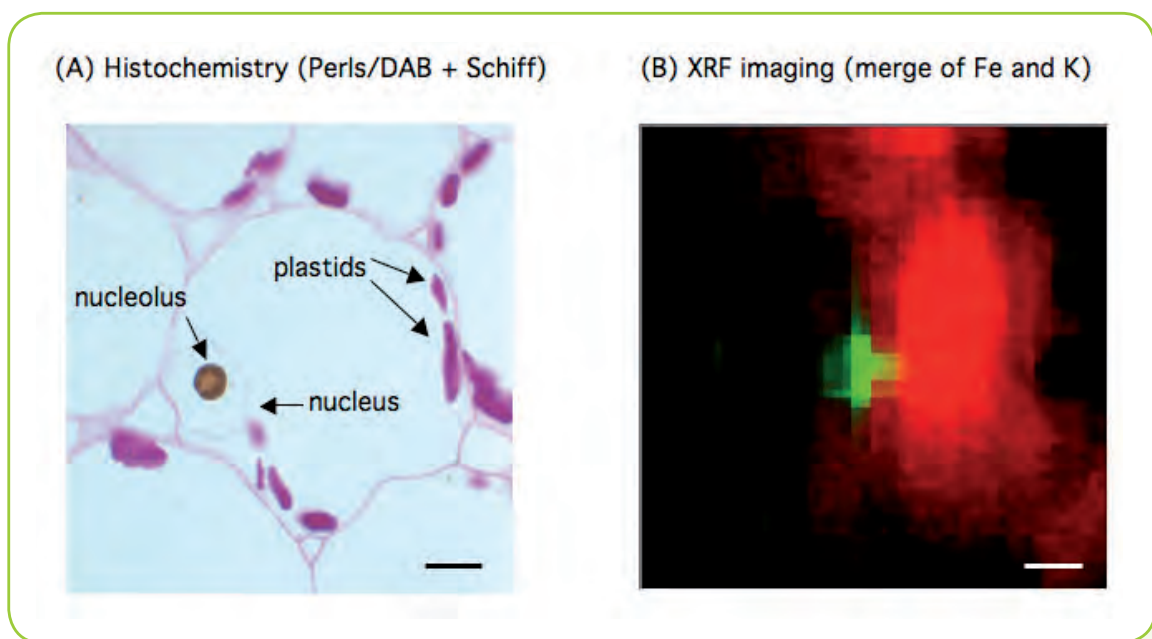 (A) Histochemistry (Perls/DAB + Schiff)
(B) XRF imaging (merge of Fe and K)
plastids
nucleolus
nucleus